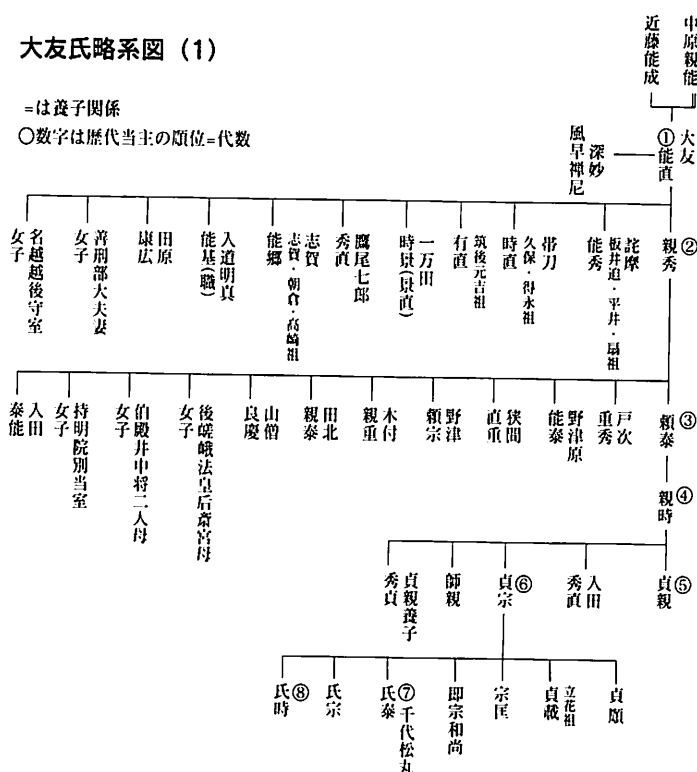 大友氏略系図（1）
=は養子関係
○数字は歴代当主の順位=代数
中原親能
近藤能成
大友
①能直
深妙
風早禅尼
②親秀
詫摩
板井迫・平井・扇祖
能秀
帯刀
久保・得永祖
時直
筑後元吉祖
有直
一万田
時景(景直)
鷹尾七郎
秀直
志賀
志賀・朝倉・高崎祖
能郷
入道明真
能基(職)
田原
康広
善刑部大夫妻
女子
名越越後守室
女子
③頼泰
戸次
重秀
野津原
能泰
狭間
直重
野津
頼宗
木付
親重
田北
親泰
山僧
良慶
後嵯峨法皇后斎宮母
女子
伯殿井中将二人母
女子
持明院別当室
女子
入田
泰能
④親時
⑤貞親
入田
秀直
⑥貞宗
師親
貞親養子
秀貞
貞順
立花祖
貞載
宗匡
即宗和尚
千代松丸
⑦氏泰
氏宗
⑧氏時